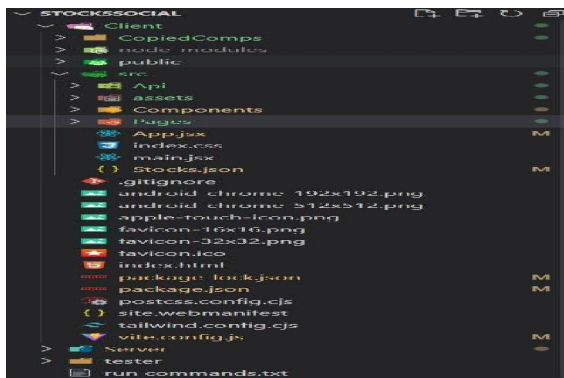 STOCKSSOCIAL
Client
CopiedComps
node_modules
public
src
Api
assets
Components
Pages
App.jsx
M
index.css
main.jsx
Stocks.json
M
.gitignore
android-chrome-192x192.png
android-chrome-512x512.png
apple-touch-icon.png
favicon-16x16.png
favicon-32x32.png
favicon.ico
index.html
package-lock.json
M
package.json
M
postcss.config.cjs
site.webmanifest
tailwind.config.cjs
vite.config.js
M
Server
tester
run commands.txt